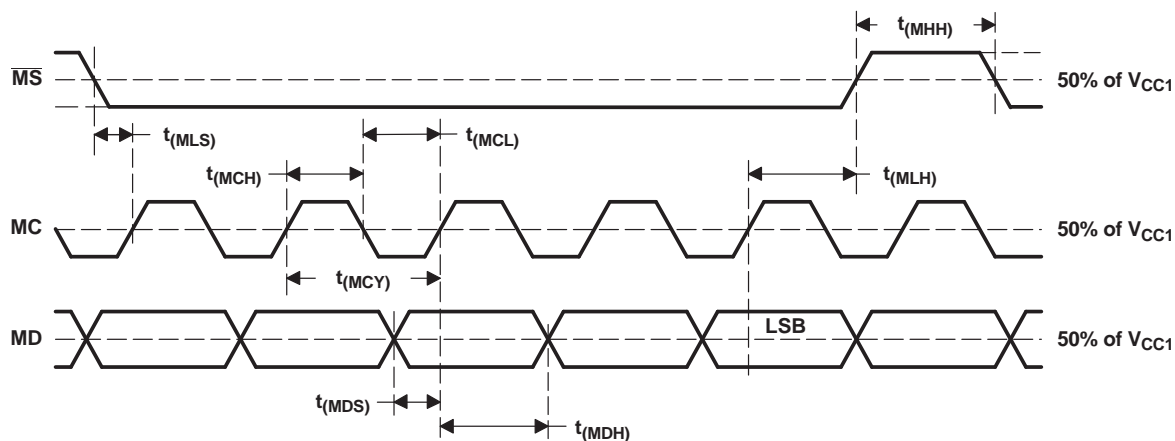 t(MHH)
MS
50% of VCC1
t(MLS)
t(MCL)
t(MCH)
t(MLH)
MC
50% of VCC1
t(MCY)
MD
LSB
50% of VCC1
t(MDS)
t(MDH)